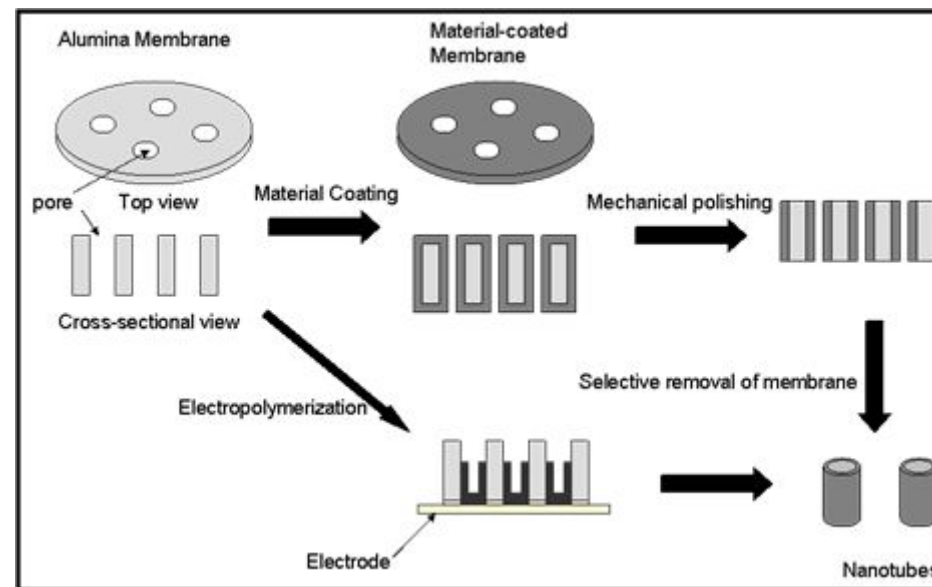 Alumina Membrane
Material-coated
Membrane
pore
Top view
Material Coating
Mechanical polishing
Cross-sectional view
Electropolymerization
Selective removal of membrane
Electrode
Nanotubes